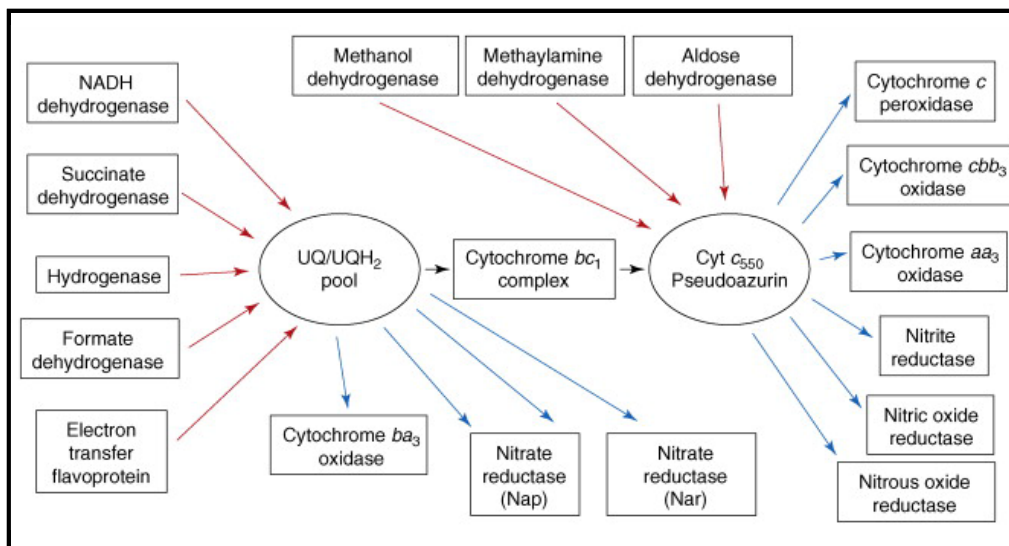 NADH
dehydrogenase
Succinate
dehydrogenase
Hydrogenase
Formate
dehydrogenase
Electron
transfer
flavoprotein
Methanol
dehydrogenase
Methaylamine
dehydrogenase
Aldose
dehydrogenase
UQ/UQH₂
pool
Cytochrome bc₁
complex
Cyt c₅₅₀
Pseudoazurin
Cytochrome ba₃
oxidase
Nitrate
reductase
(Nap)
Nitrate
reductase
(Nar)
Cytochrome c
peroxidase
Cytochrome cbb₃
oxidase
Cytochrome aa₃
oxidase
Nitrite
reductase
Nitric oxide
reductase
Nitrous oxide
reductase